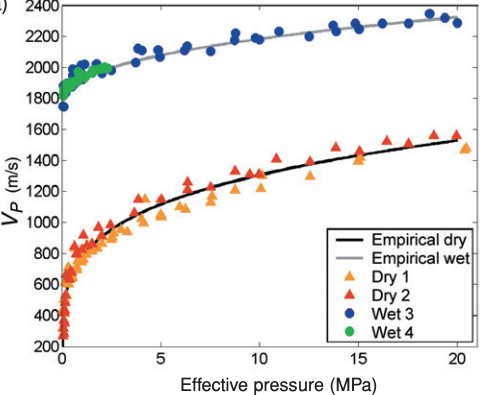 2400
2200
2000
1800
1600
1400
1200
1000
800
600
400
200
V_P (m/s)
0
5
10
15
20
Effective pressure (MPa)
Empirical dry
Empirical wet
Dry 1
Dry 2
Wet 3
Wet 4